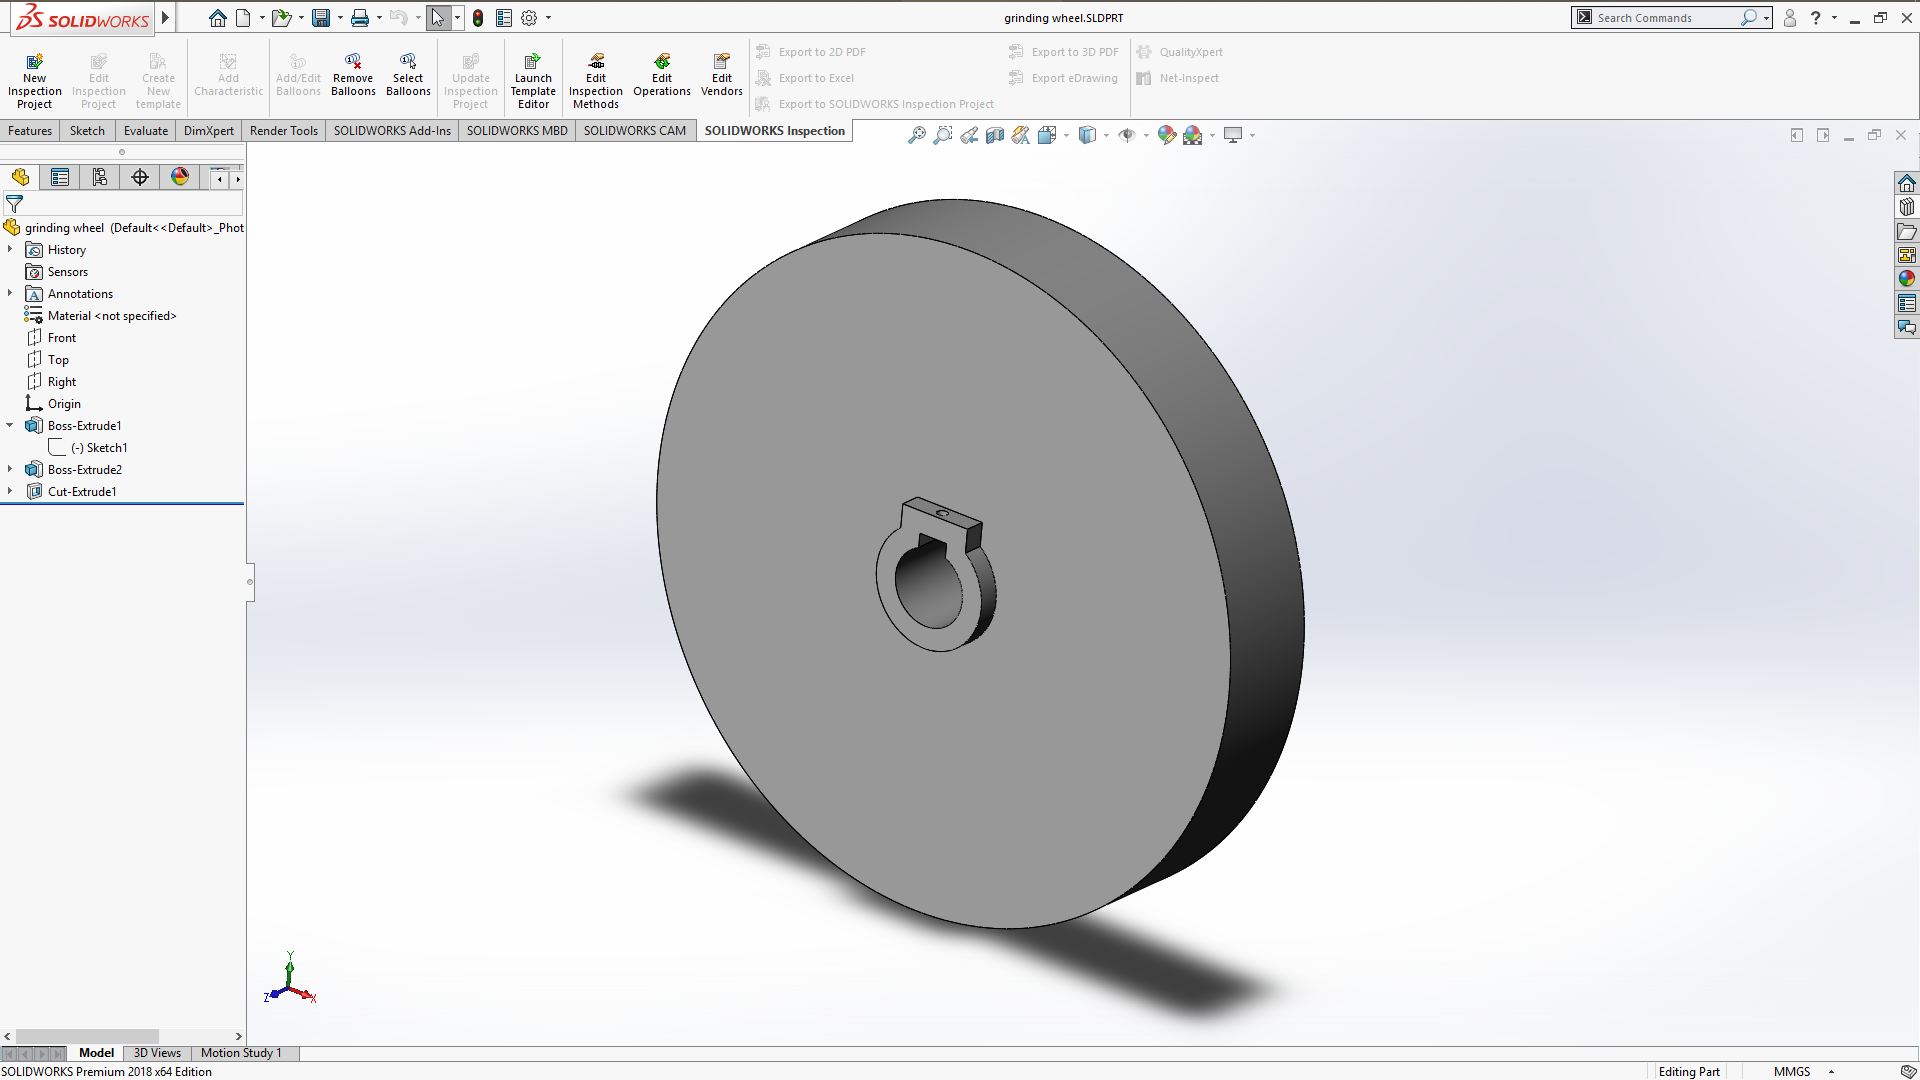 SOLIDWORKS
grinding wheel.SLDPRT
Search Commands
?
New Inspection Project
Edit Inspection Project
Create New template
Add Characteristic
Add/Edit Balloons
Remove Balloons
Select Balloons
Update Inspection Project
Launch Template Editor
Edit Inspection Methods
Edit Operations
Edit Vendors
Export to 2D PDF
Export to Excel
Export to SOLIDWORKS Inspection Project
Export to 3D PDF
Export eDrawing
QualityXpert
Net-Inspect
Features
Sketch
Evaluate
DimXpert
Render Tools
SOLIDWORKS Add-Ins
SOLIDWORKS MBD
SOLIDWORKS CAM
SOLIDWORKS Inspection
grinding wheel (Default<<Default>_Phot
History
Sensors
Annotations
Material <not specified>
Front
Top
Right
Origin
Boss-Extrude1
(-) Sketch1
Boss-Extrude2
Cut-Extrude1
Y
Z
X
Model
3D Views
Motion Study 1
SOLIDWORKS Premium 2018 x64 Edition
Editing Part
MMGS